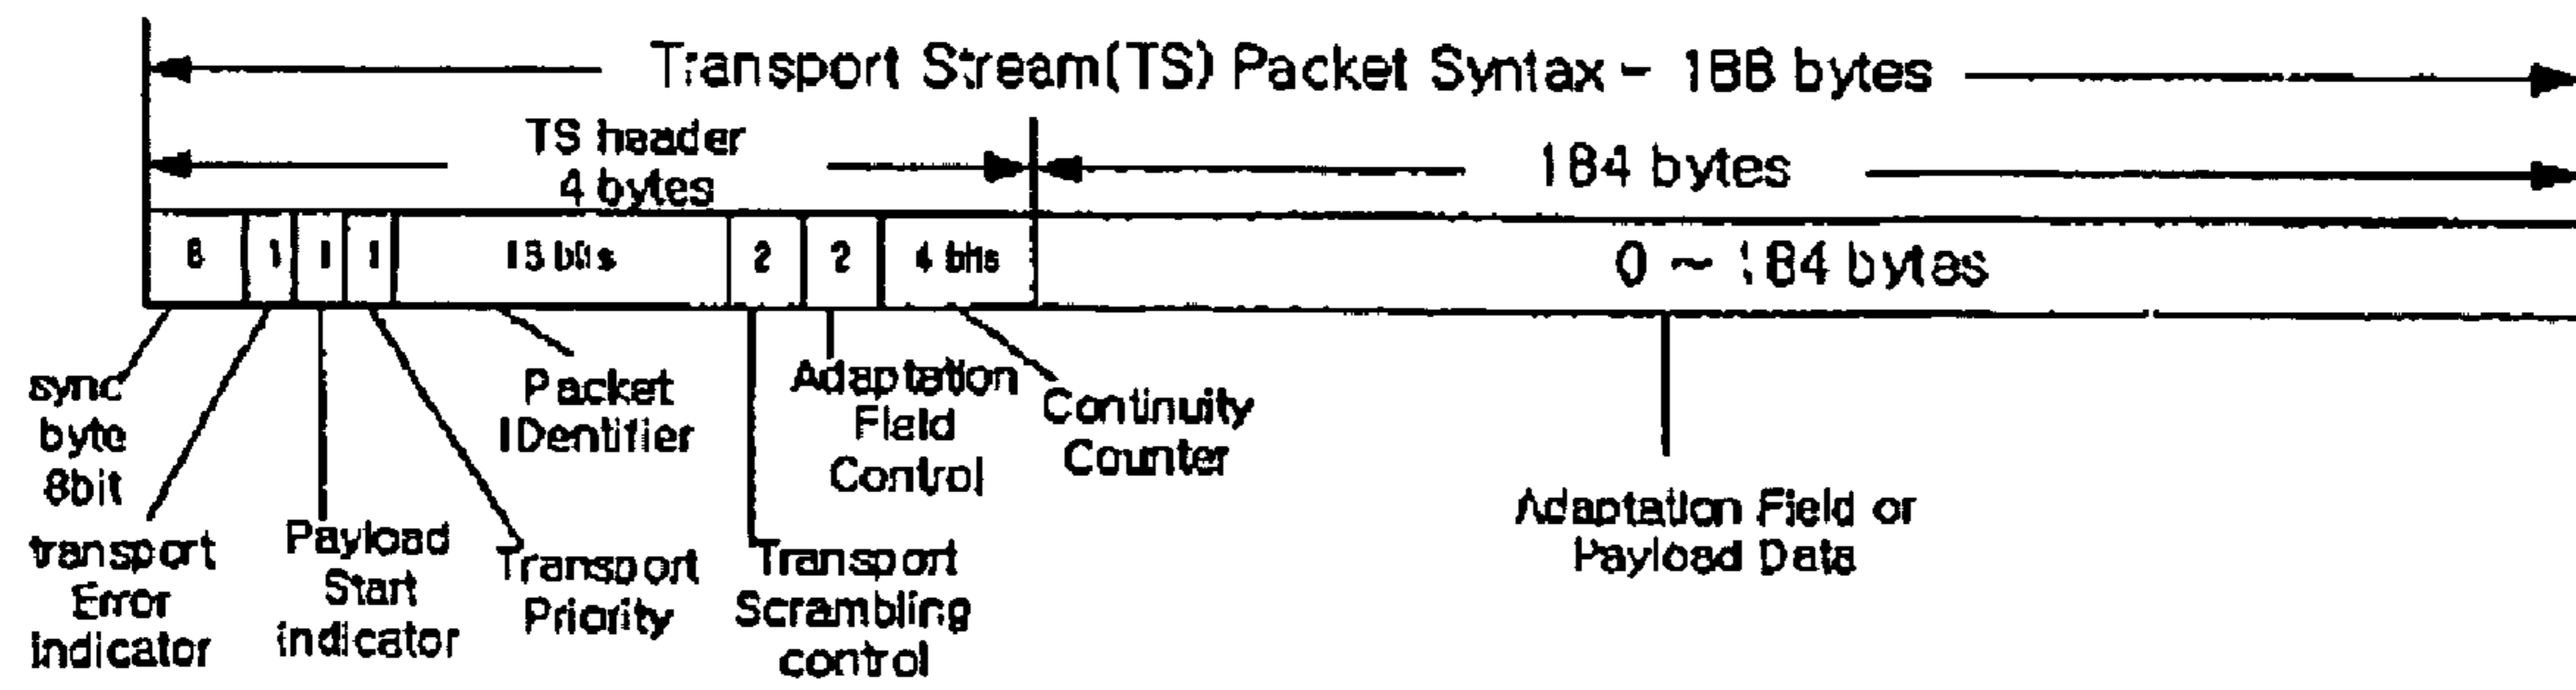 Transport Stream(TS) Packet Syntax - 188 bytes
TS header
4 bytes
184 bytes
8
1
1
1
13 bits
2
2
4 bits
0 ~ 184 bytes
sync
byte
8bit
transport
Error
Indicator
Payload
Start
indicator
Transport
Priority
Packet
IDentifier
Transport
Scrambling
control
Adaptation
Field
Control
Continuity
Counter
Adaptation Field or
Payload Data